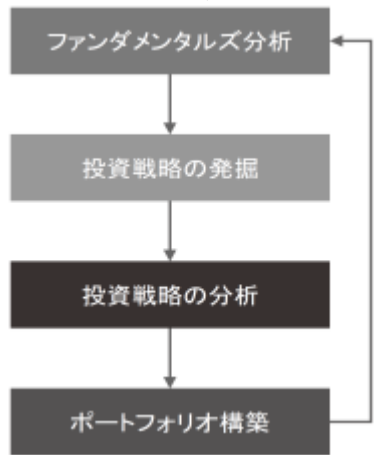 ファンダメンタルズ分析
投資戦略の発掘
投資戦略の分析
ポートフォリオ構築